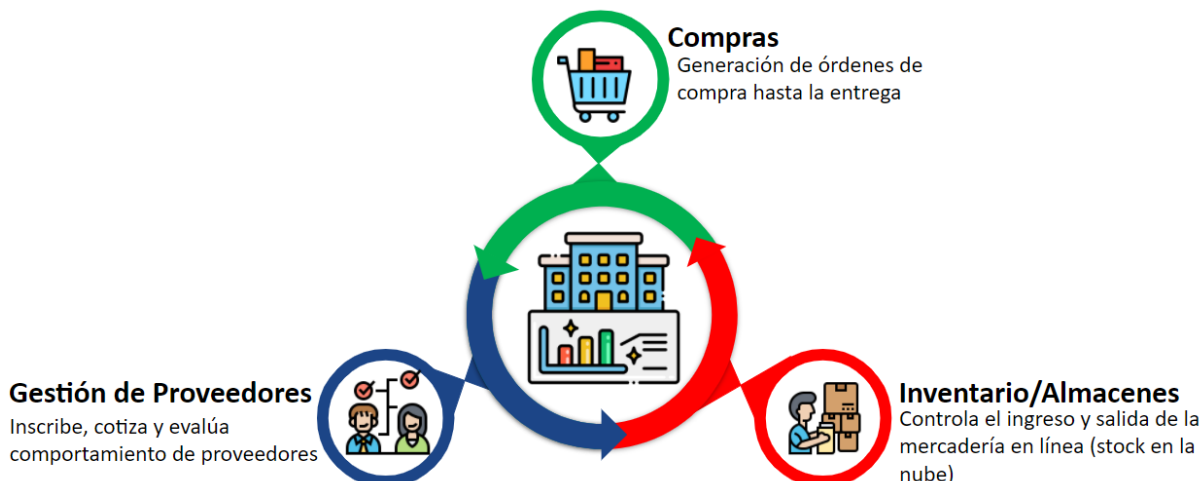 Compras
Generación de órdenes de
compra hasta la entrega
Gestión de Proveedores
Inscribe, cotiza y evalúa
comportamiento de proveedores
Inventario/Almacenes
Controla el ingreso y salida de la
mercadería en línea (stock en la
nube)